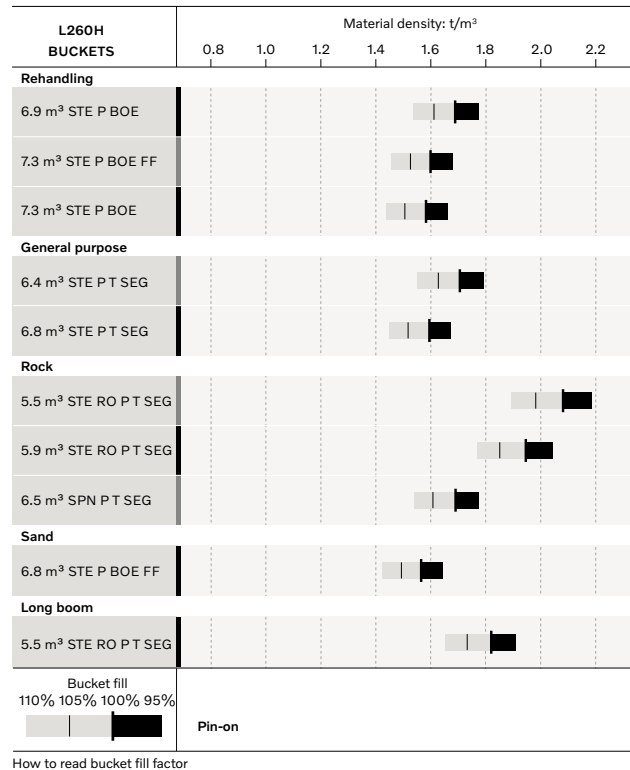 L260H
BUCKETS
Material density: t/m³
0.8 1.0 1.2 1.4 1.6 1.8 2.0 2.2
Rehandling
6.9 m³ STE P BOE
7.3 m³ STE P BOE FF
7.3 m³ STE P BOE
General purpose
6.4 m³ STE P T SEG
6.8 m³ STE P T SEG
Rock
5.5 m³ STE RO P T SEG
5.9 m³ STE RO P T SEG
6.5 m³ SPN P T SEG
Sand
6.8 m³ STE P BOE FF
Long boom
5.5 m³ STE RO P T SEG
Bucket fill
110% 105% 100% 95%
Pin-on
How to read bucket fill factor